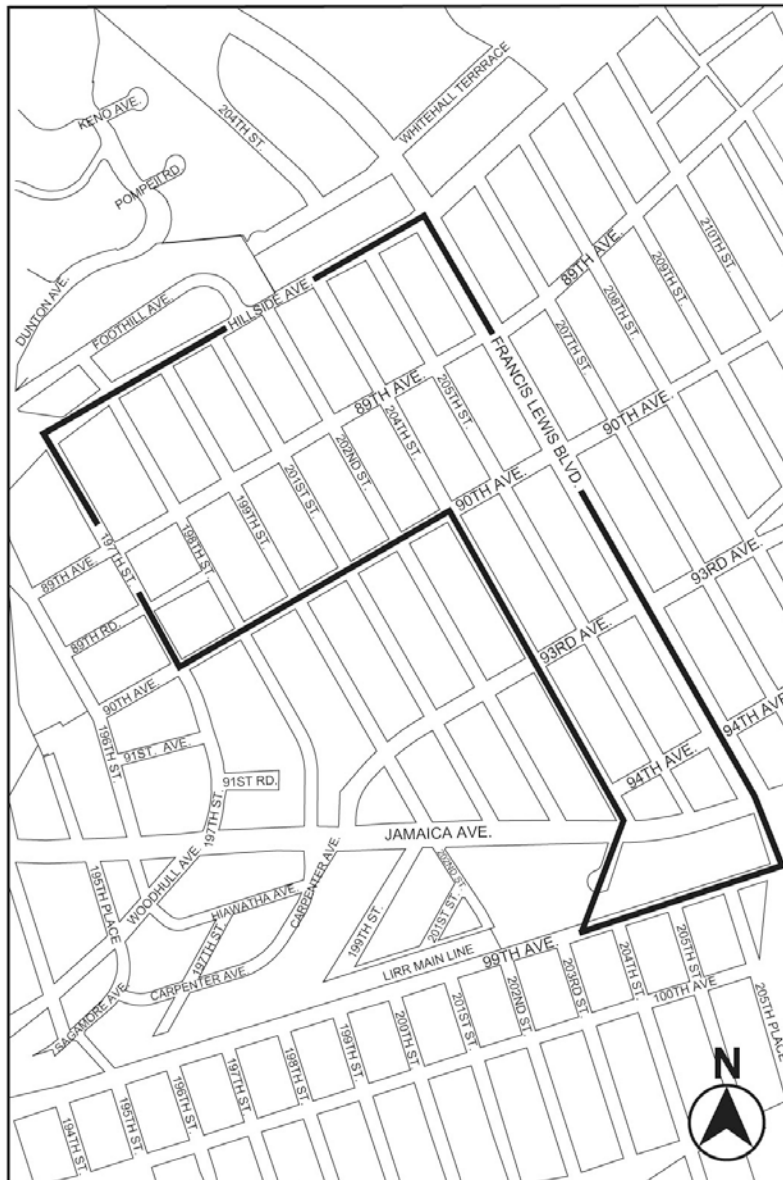 WHITEHALL TERRRACE
KENO AVE.
204TH ST.
POMPEII RD.
DUNTON AVE.
FOOTHILL AVE.
HILLSIDE AVE.
89TH AVE.
210TH ST.
209TH ST.
208TH ST.
207TH ST.
FRANCIS LEWIS BLVD.
205TH ST.
89TH AVE.
204TH ST.
202ND ST.
201ST ST.
199TH ST.
198TH ST.
197TH ST.
90TH AVE.
90TH AVE.
89TH AVE.
89TH RD.
90TH AVE.
93RD AVE.
93RD AVE.
196TH ST.
91ST. AVE.
91ST RD.
197TH ST.
94TH AVE.
94TH AVE.
JAMAICA AVE.
195TH PLACE
WOODHULL AVE.
HIAWATHA AVE.
CARPENTER AVE.
202ND ST.
201ST ST.
199TH ST.
197TH ST.
CARPENTER AVE.
SAGAMORE AVE.
LIRR MAIN LINE
99TH AVE.
100TH AVE
205TH PLACE
205TH ST.
204TH ST.
203RD ST.
202ND ST.
201ST ST.
200TH ST.
199TH ST.
198TH ST.
197TH ST.
196TH ST.
195TH ST.
194TH ST.
N